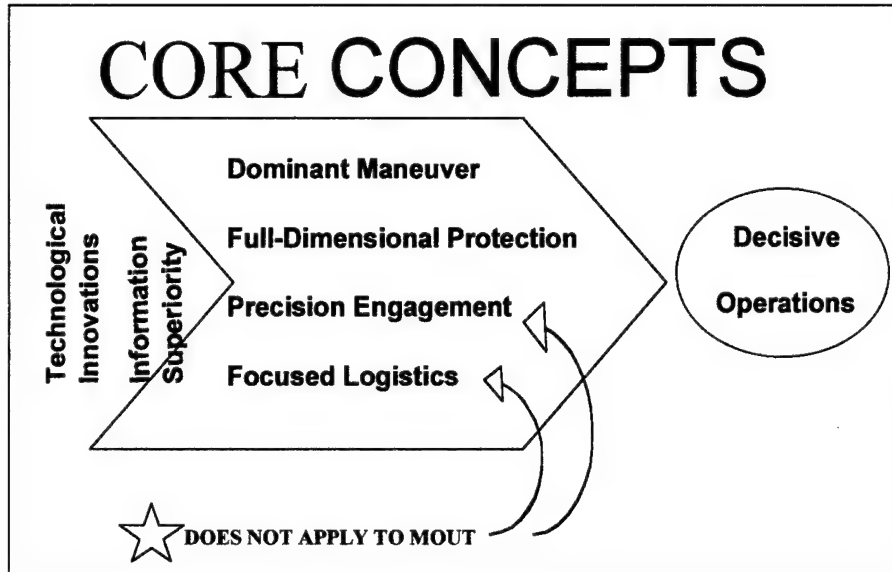 CORE CONCEPTS
Technological
Innovations
Information
Superiority
Dominant Maneuver
Full-Dimensional Protection
Precision Engagement
Focused Logistics
Decisive
Operations
DOES NOT APPLY TO MOUT